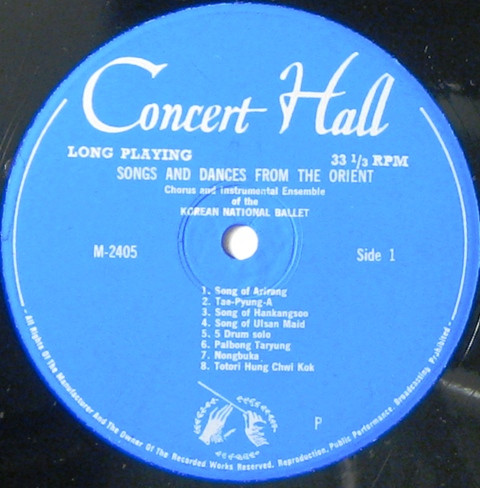 Concert Hall
LONG PLAYING
33 1/3 RPM
SONGS AND DANCES FROM THE ORIENT
Chorus and Instrumental Ensemble
of the
KOREAN NATIONAL BALLET
M-2405
Side 1
1. Song of Arirang
2. Tae-Pyung-A
3. Song of Hankangsoo
4. Song of Ulsan Maid
5. 5 Drum solo
6. Palbong Taryung
7. Nongbuka
8. Totori Hung Chwi Kok
P
All Rights Of The Manufacturer And The Owner Of The Recorded Works Reserved. Reproduction, Public Performance, Broadcasting Prohibited.